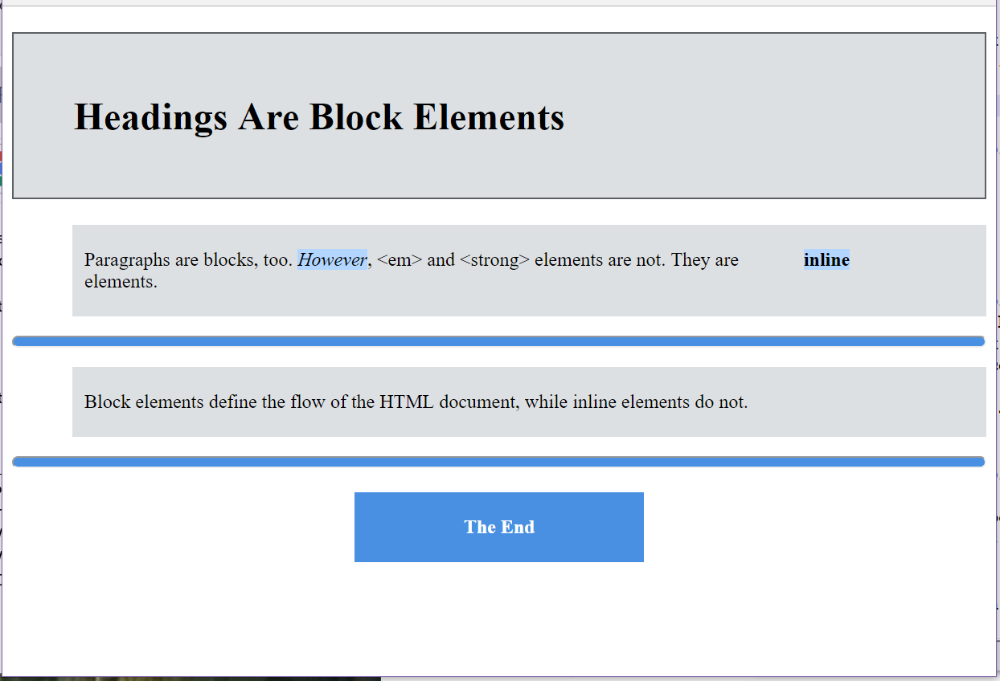 Headings Are Block Elements
Paragraphs are blocks, too. However, <em> and <strong> elements are not. They are inline
elements.
Block elements define the flow of the HTML document, while inline elements do not.
The End